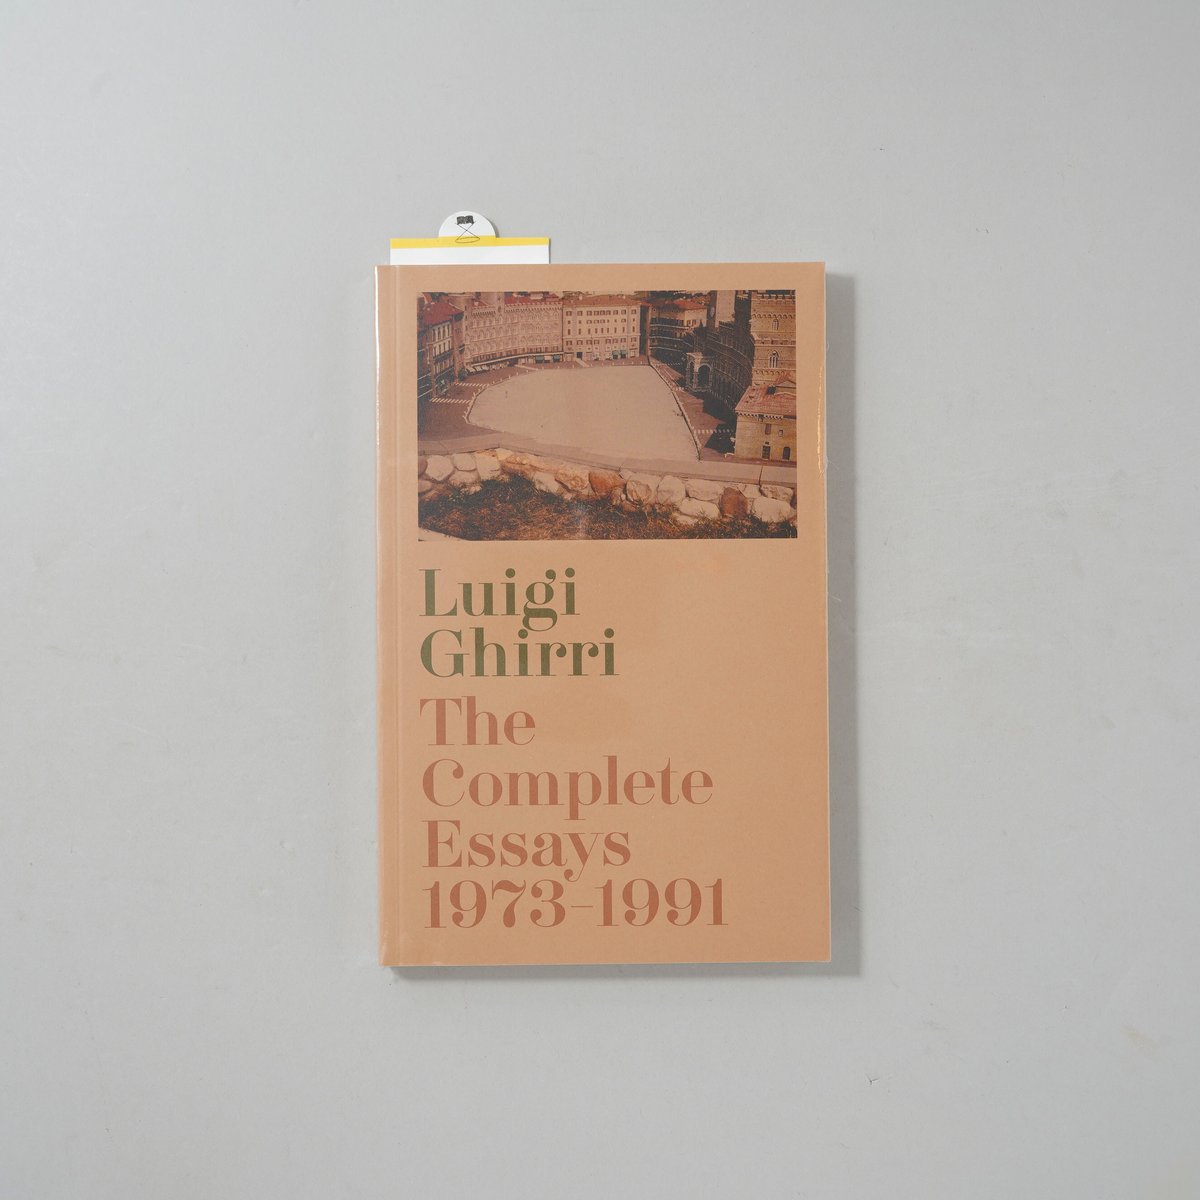 Luigi
Ghirri
The
Complete
Essays
1973–1991